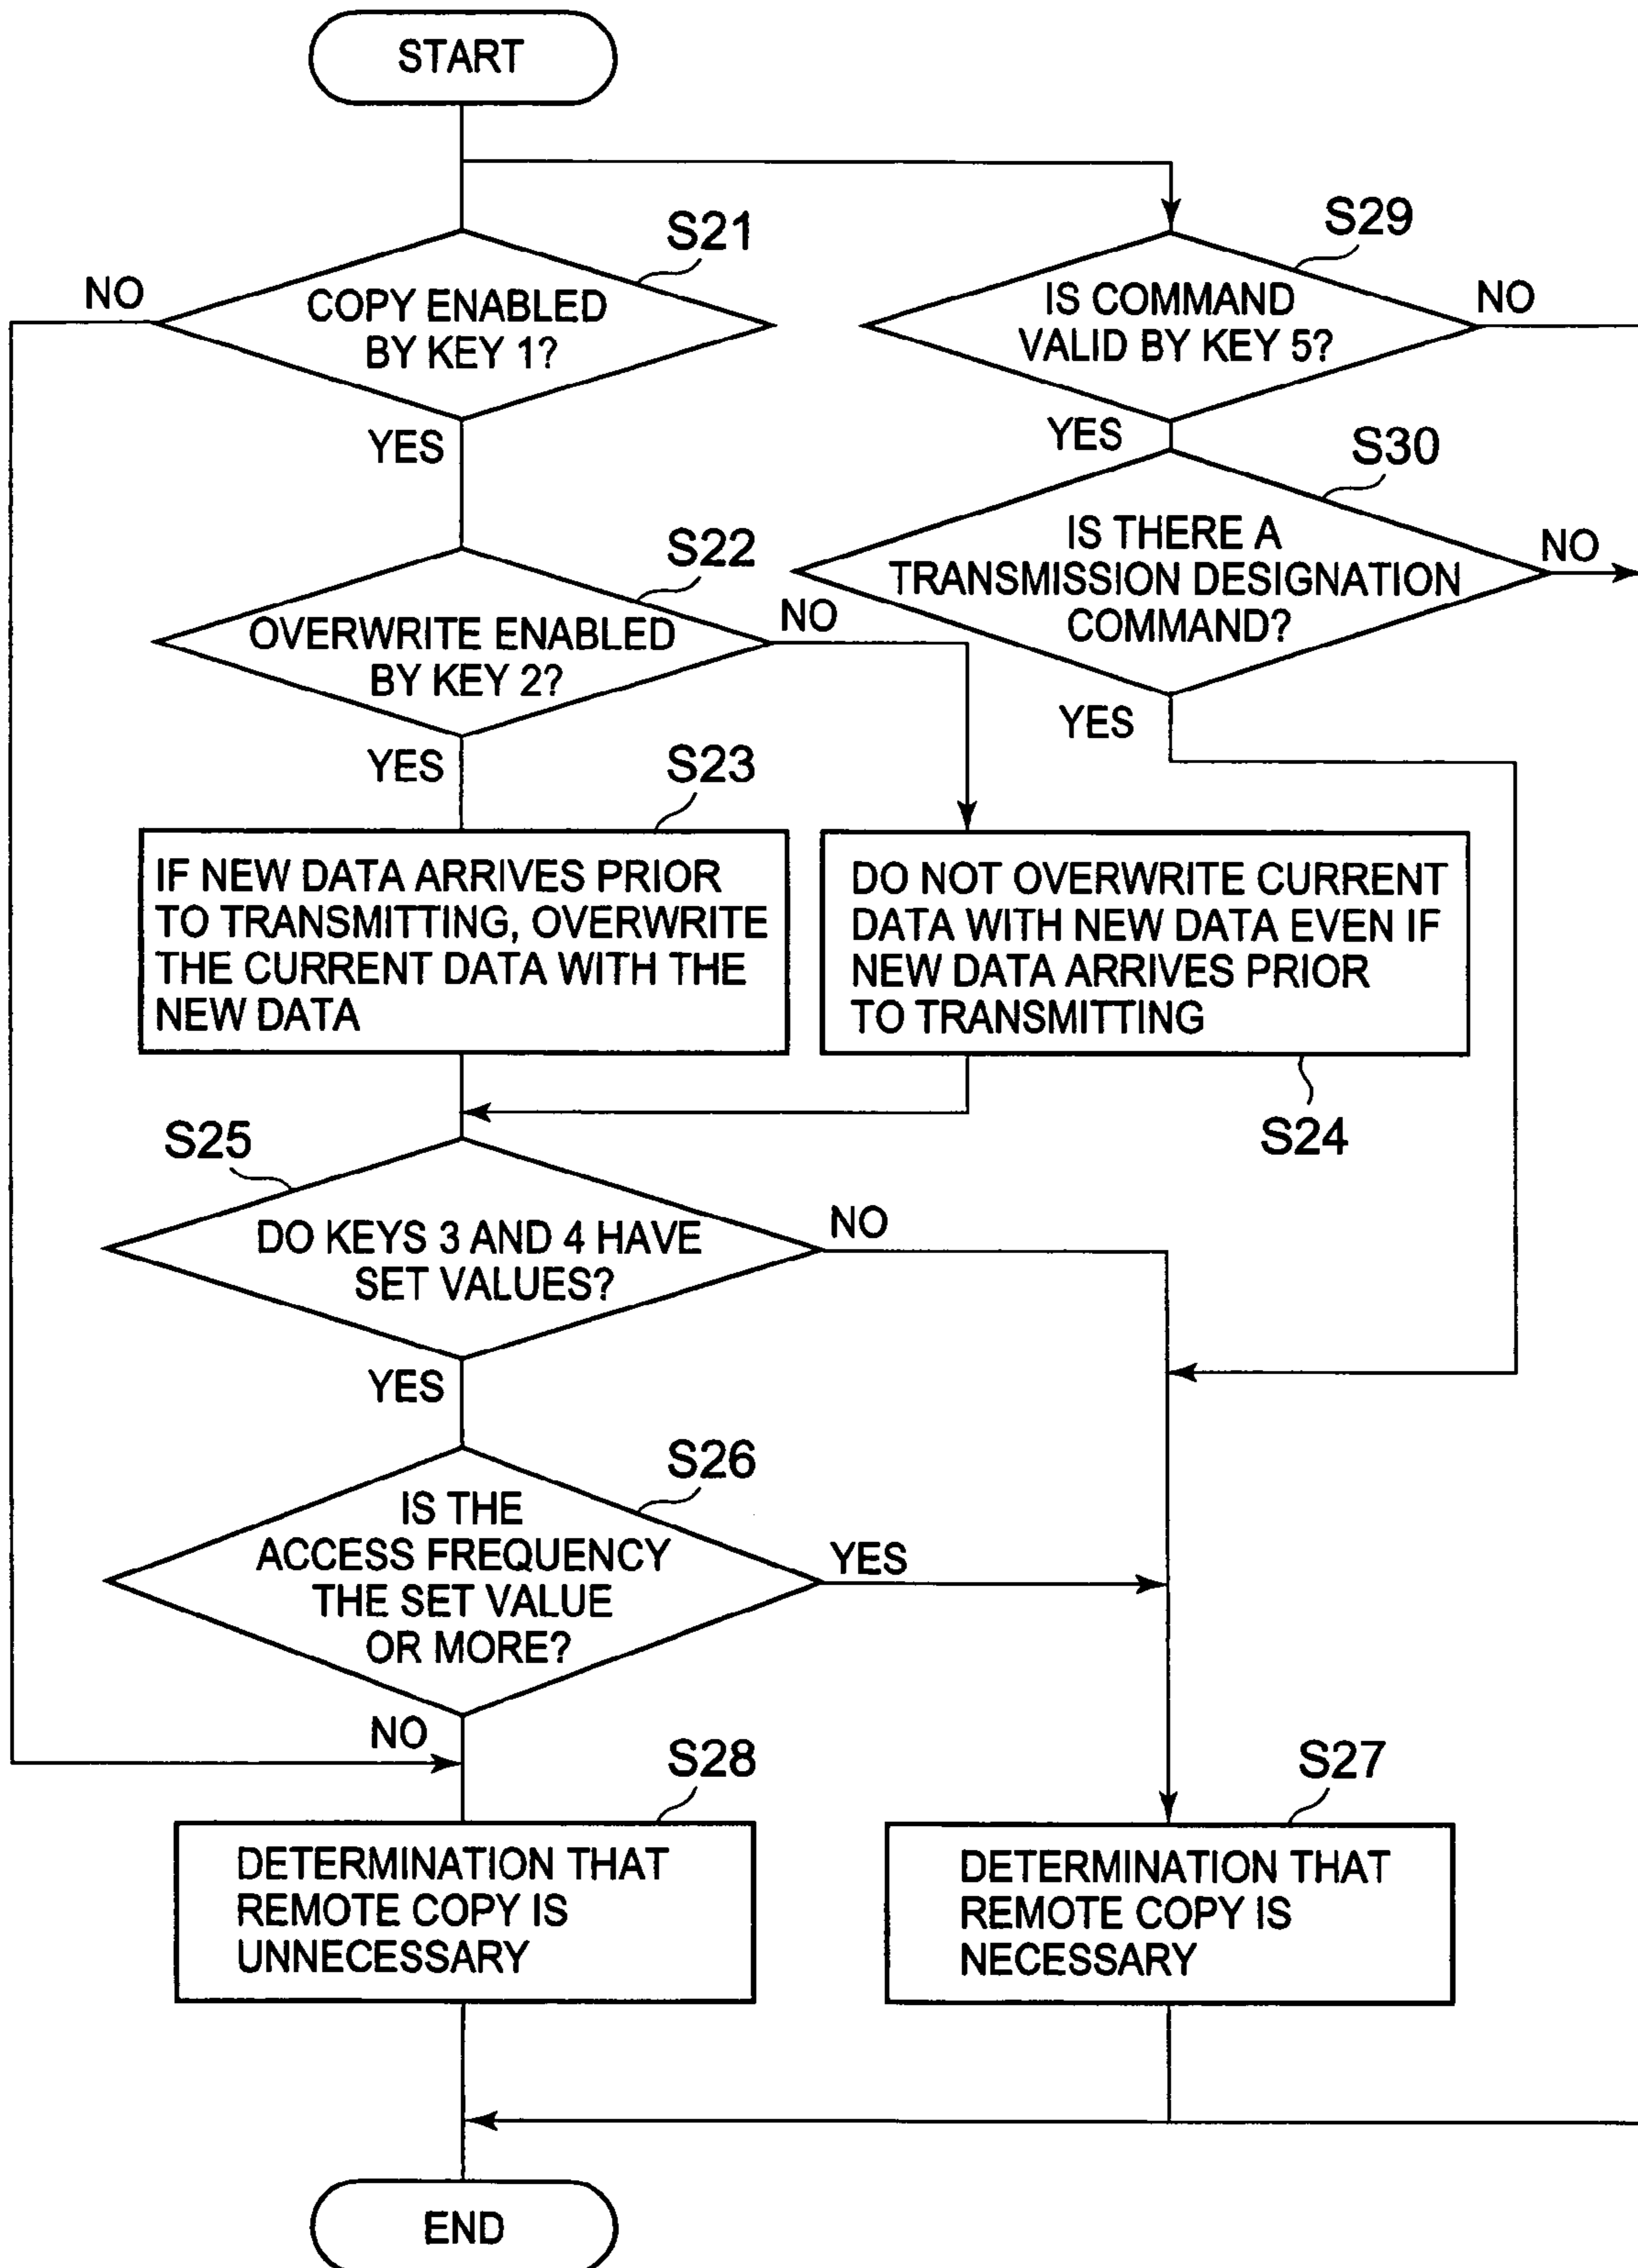 START
S21
COPY ENABLED
BY KEY 1?
NO
YES
S29
IS COMMAND
VALID BY KEY 5?
NO
YES
S30
IS THERE A
TRANSMISSION DESIGNATION
COMMAND?
NO
YES
S22
OVERWRITE ENABLED
BY KEY 2?
NO
YES
S23
IF NEW DATA ARRIVES PRIOR
TO TRANSMITTING, OVERWRITE
THE CURRENT DATA WITH THE
NEW DATA
DO NOT OVERWRITE CURRENT
DATA WITH NEW DATA EVEN IF
NEW DATA ARRIVES PRIOR
TO TRANSMITTING
S24
S25
DO KEYS 3 AND 4 HAVE
SET VALUES?
NO
YES
S26
IS THE
ACCESS FREQUENCY
THE SET VALUE
OR MORE?
YES
NO
S28
DETERMINATION THAT
REMOTE COPY IS
UNNECESSARY
S27
DETERMINATION THAT
REMOTE COPY IS
NECESSARY
END